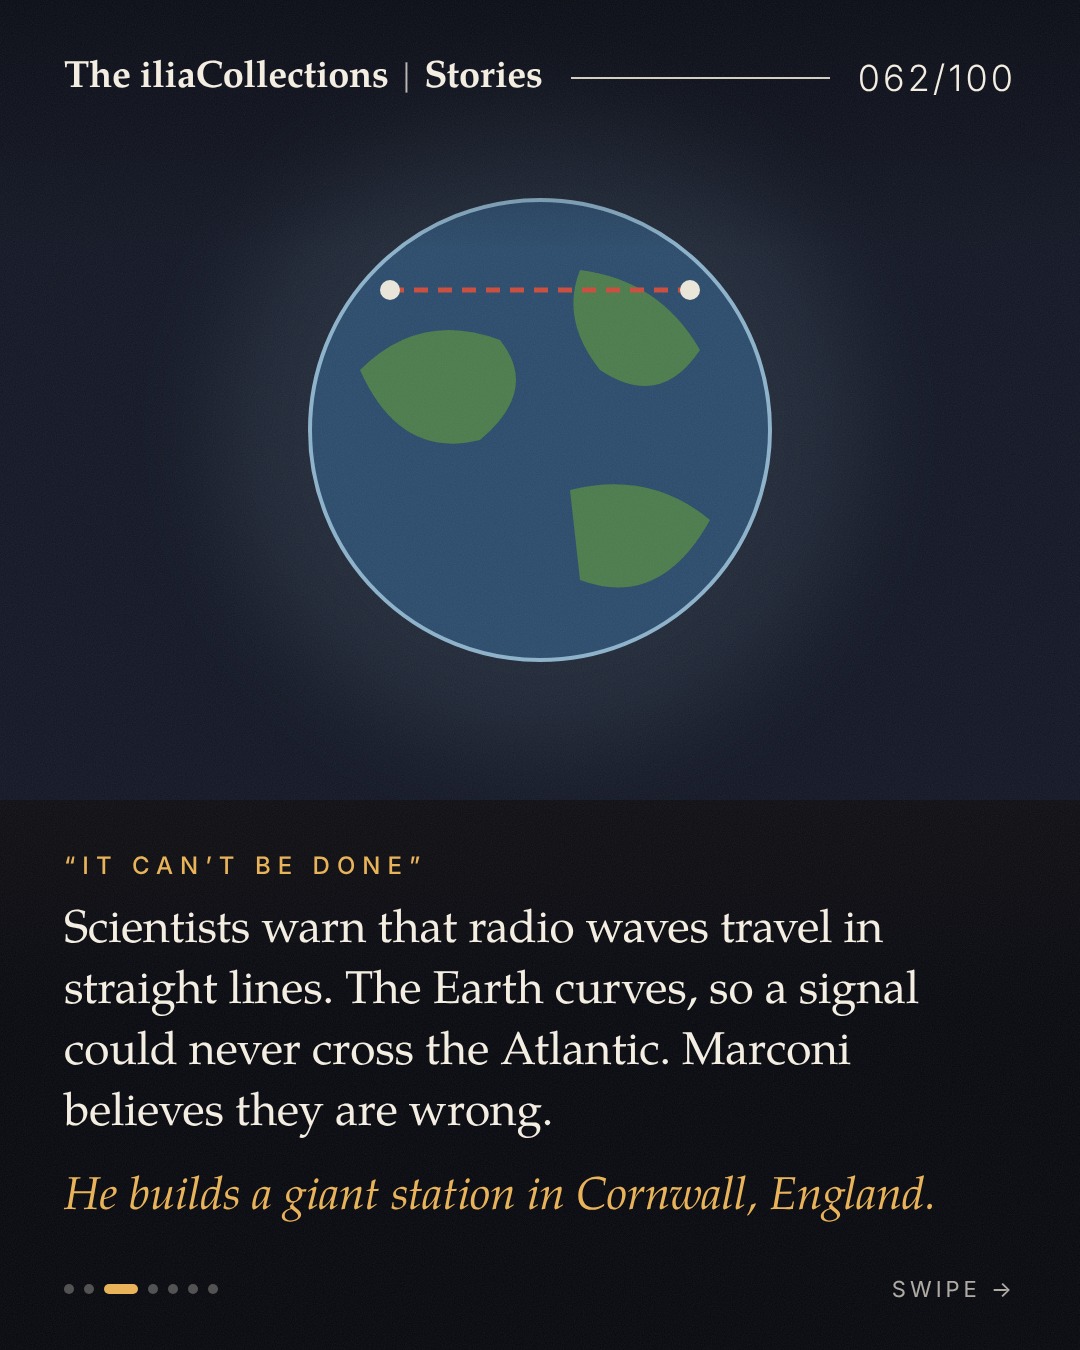 The iliaCollections | Stories 062/100
“IT CAN’T BE DONE”
Scientists warn that radio waves travel in
straight lines. The Earth curves, so a signal
could never cross the Atlantic. Marconi
believes they are wrong.
He builds a giant station in Cornwall, England.
SWIPE →